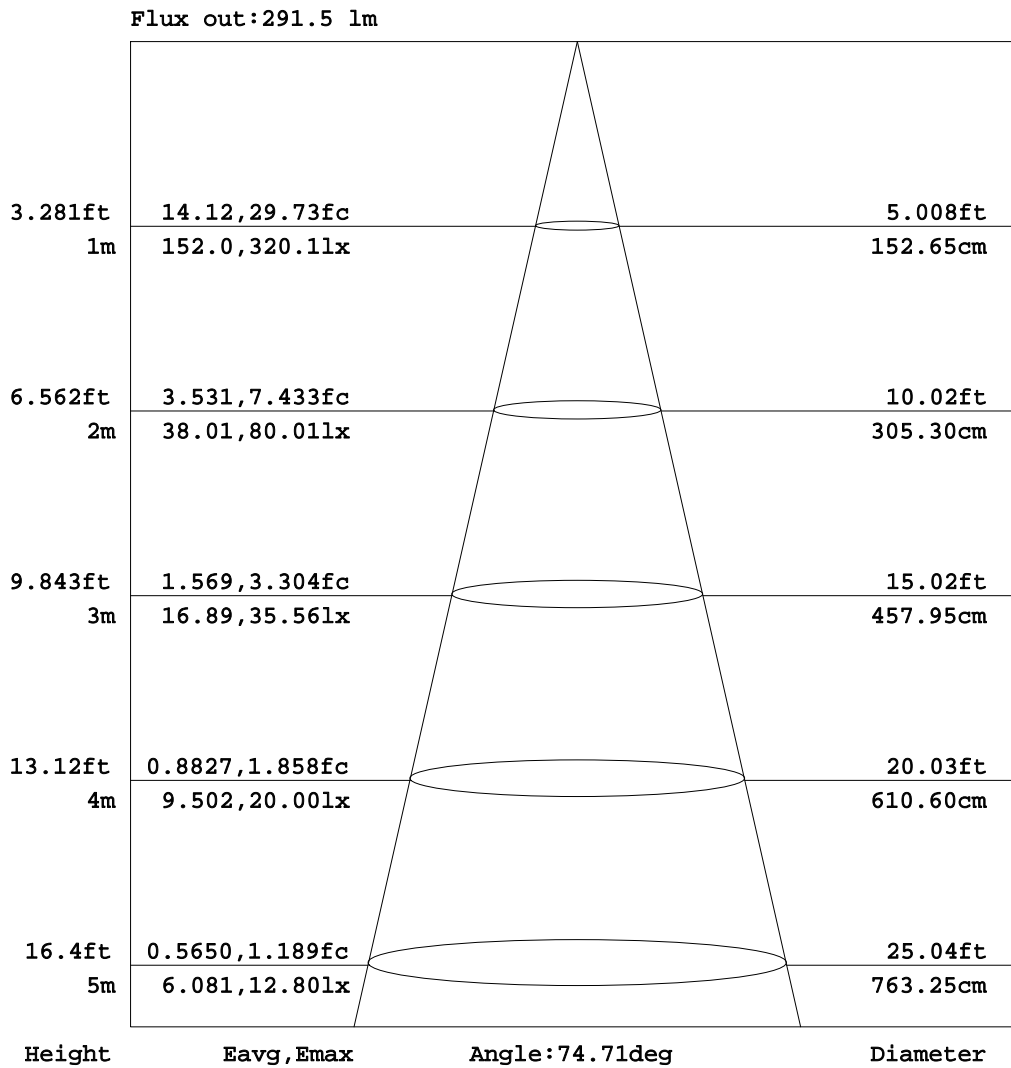 Flux out:291.5 lm
3.281ft 14.12,29.73fc 5.008ft
1m 152.0,320.1lx 152.65cm
6.562ft 3.531,7.433fc 10.02ft
2m 38.01,80.01lx 305.30cm
9.843ft 1.569,3.304fc 15.02ft
3m 16.89,35.56lx 457.95cm
13.12ft 0.8827,1.858fc 20.03ft
4m 9.502,20.00lx 610.60cm
16.4ft 0.5650,1.189fc 25.04ft
5m 6.081,12.80lx 763.25cm
Height Eavg,Emax Angle:74.71deg Diameter